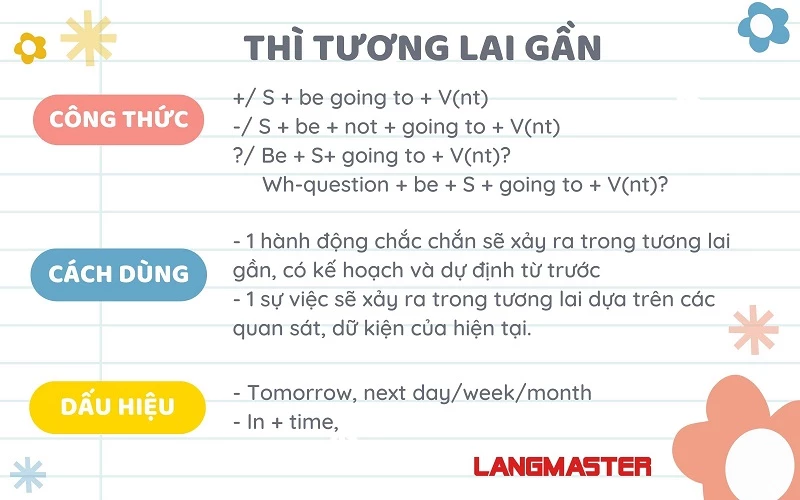 THÌ TƯƠNG LAI GẦN
CÔNG THỨC
+/ S + be going to + V(nt)
-/ S + be + not + going to + V(nt)
?/ Be + S+ going to + V(nt)?
Wh-question + be + S + going to + V(nt)?
CÁCH DÙNG
- 1 hành động chắc chắn sẽ xảy ra trong tương lai
gần, có kế hoạch và dự định từ trước
- 1 sự việc sẽ xảy ra trong tương lai dựa trên các
quan sát, dữ kiện của hiện tại.
DẤU HIỆU
- Tomorrow, next day/week/month
- In + time,
LANGMASTER